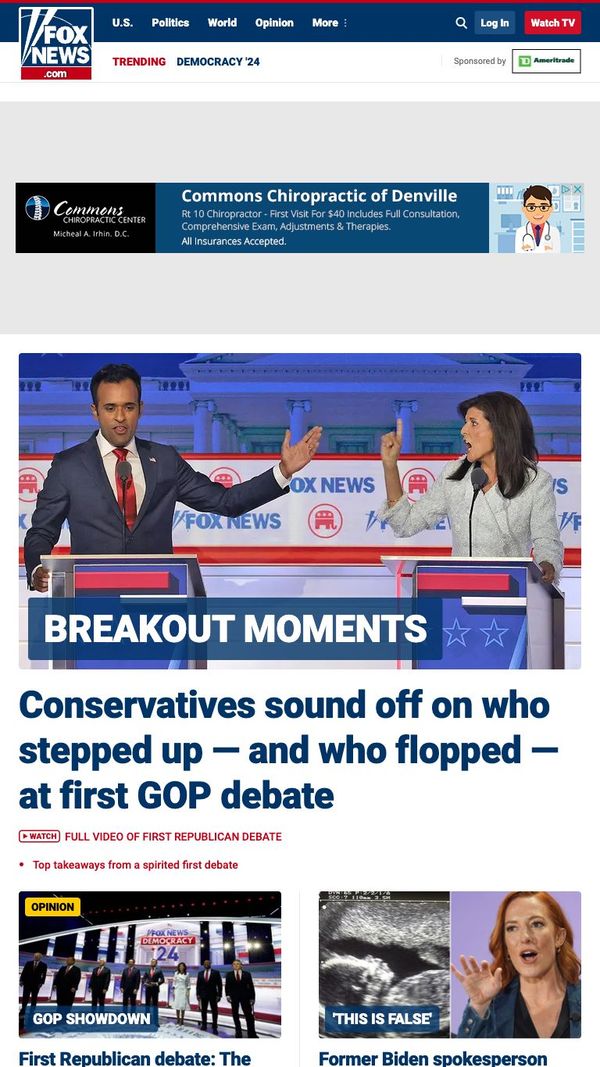 FOX
NEWS
.com
U.S. Politics World Opinion More
Log In Watch TV
TRENDING DEMOCRACY '24
Sponsored by
TD Ameritrade
Commons
CHIROPRACTIC CENTER
Micheal A. Irhin, D.C.
Commons Chiropractic of Denville
Rt 10 Chiropractor - First Visit For $40 Includes Full Consultation,
Comprehensive Exam, Adjustments & Therapies.
All Insurances Accepted.
OX NEWS
FOX NEWS
BREAKOUT MOMENTS
Conservatives sound off on who
stepped up — and who flopped —
at first GOP debate
WATCH FULL VIDEO OF FIRST REPUBLICAN DEBATE
• Top takeaways from a spirited first debate
OPINION
FOX NEWS
DEMOCRACY
'24
GOP SHOWDOWN
First Republican debate: The
'THIS IS FALSE'
Former Biden spokesperson